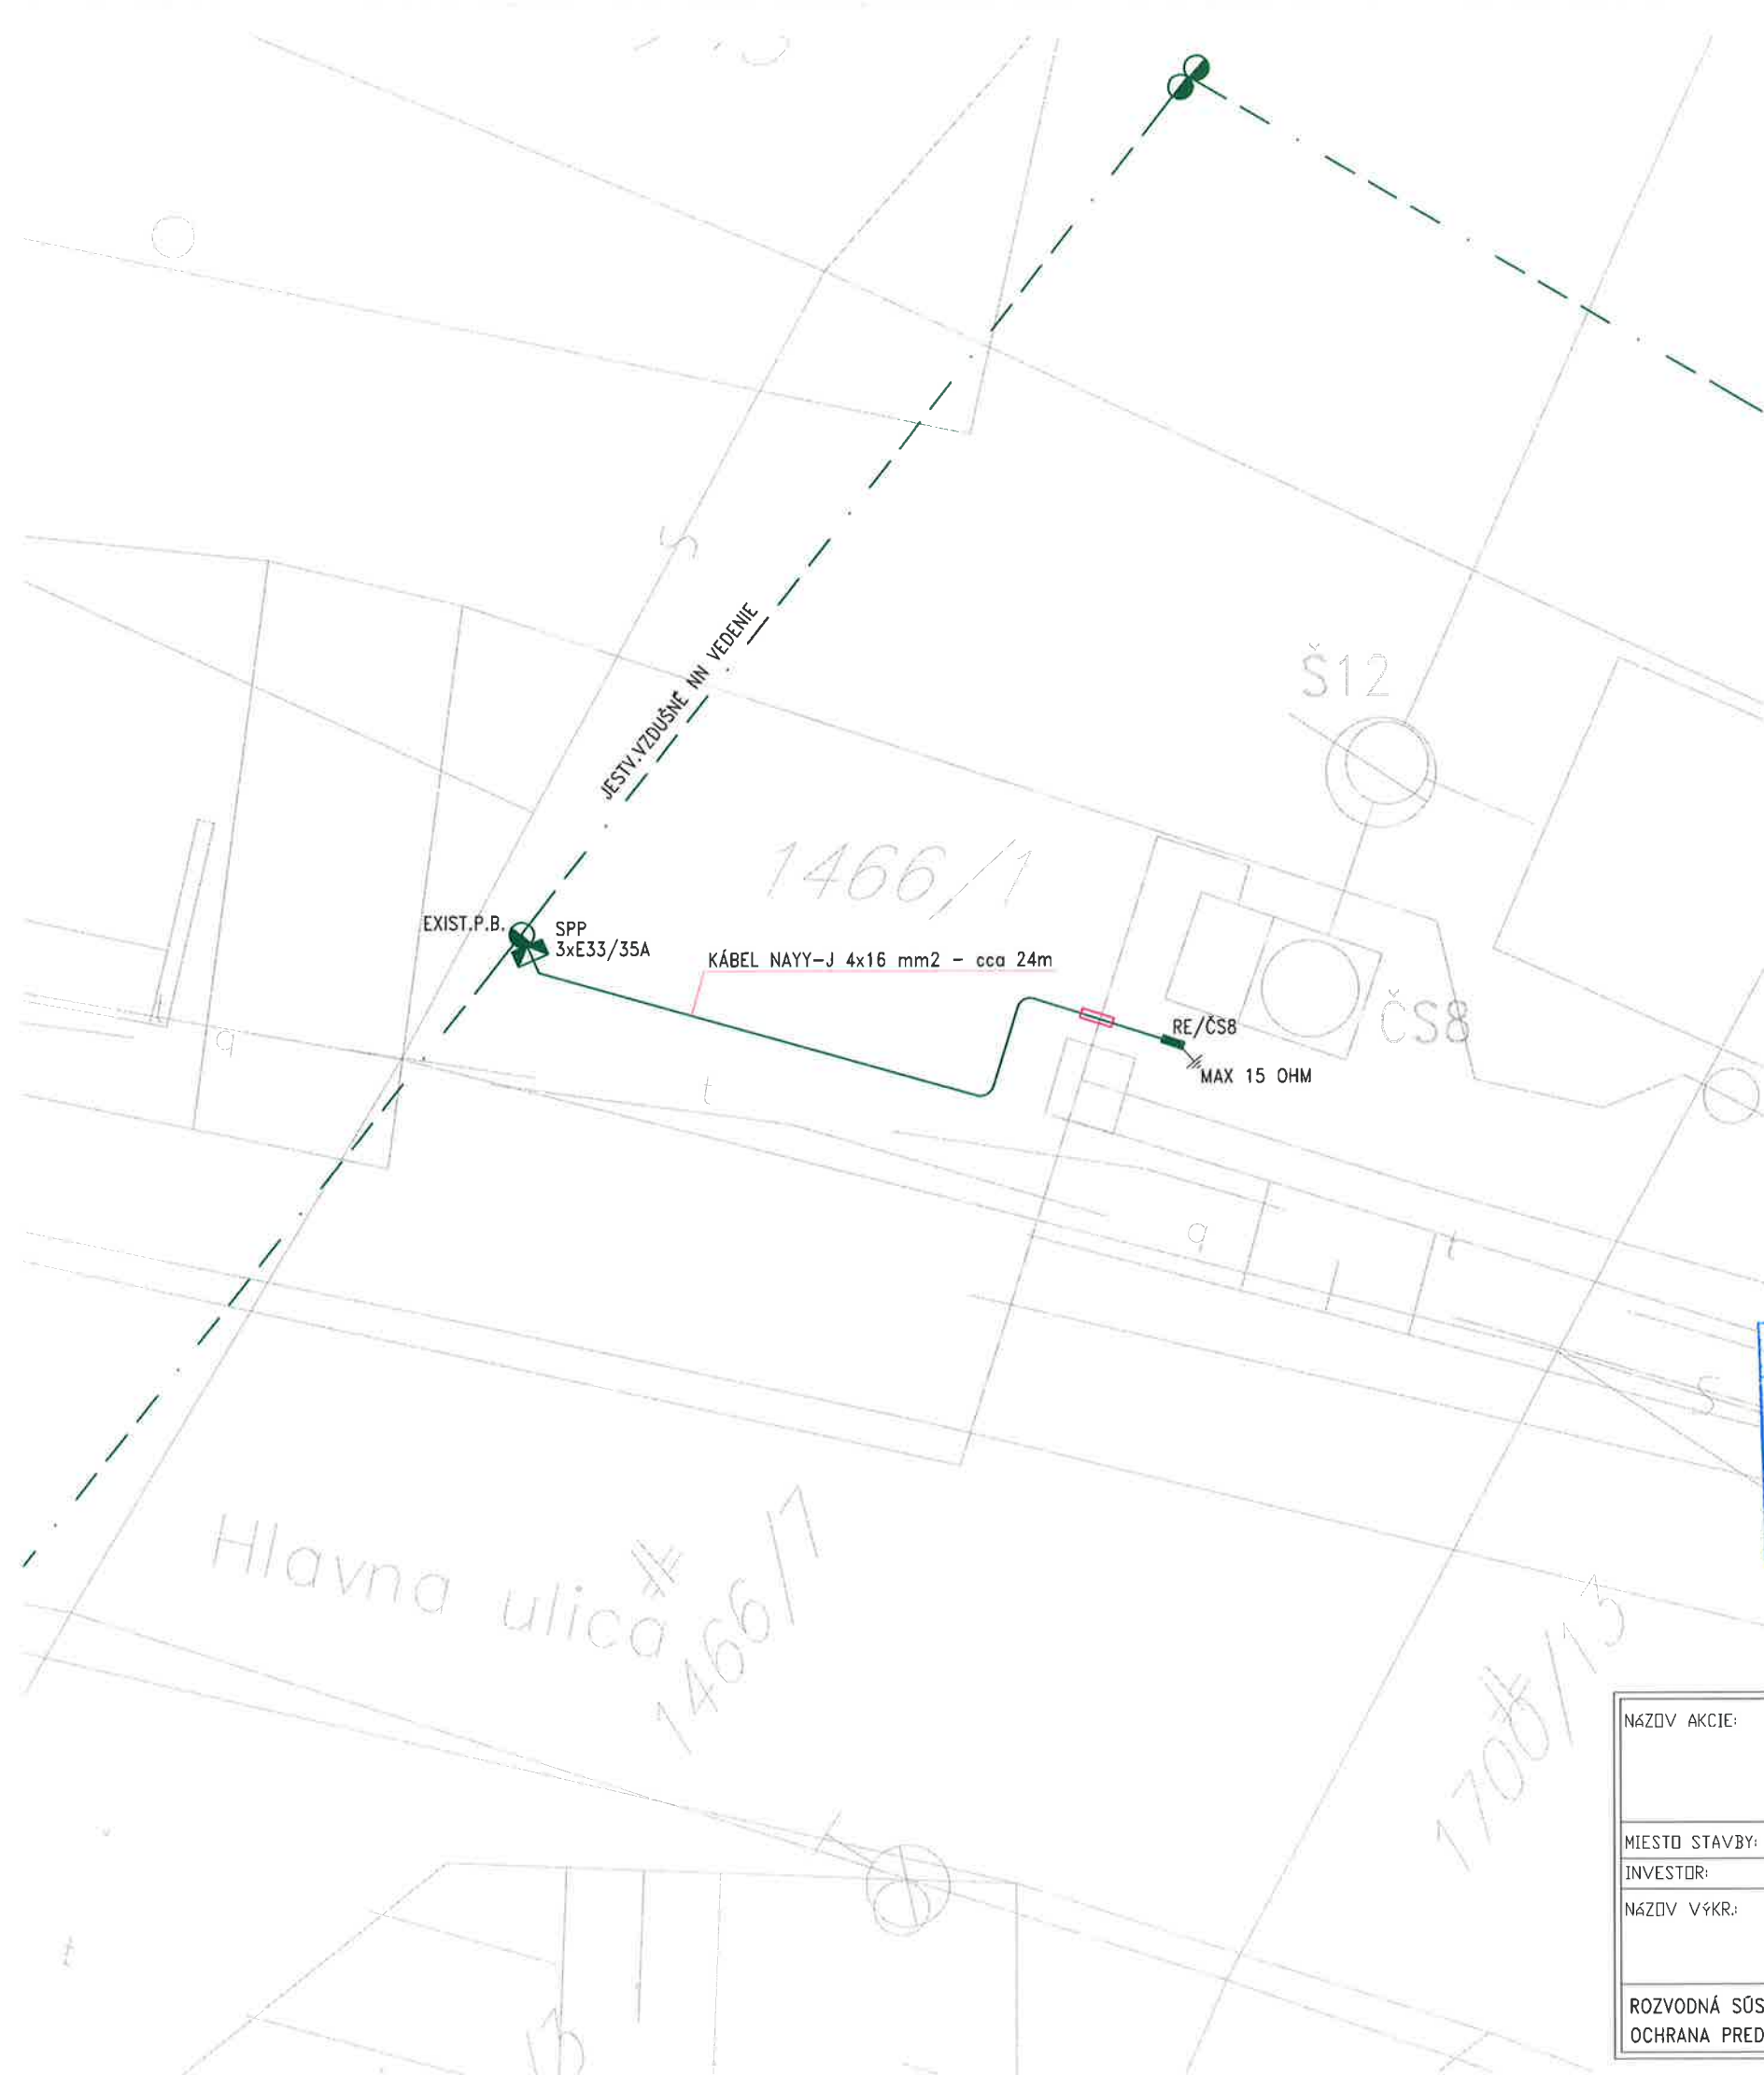 Š12
JESTV.VZDUŠNÉ NN VEDENIE
1466/1
EXIST.P.B.
SPP
3xE33/35A
KÁBEL NAYY-J 4x16 mm2 - cca 24m
RE/ČS8
ČS8
MAX 15 OHM
Hlavna ulica
1466/7
NáZOV AKCIE:
MIESTO STAVBY:
INVESTOR:
NáZOV VýKR.:
ROZVODNÁ SÚS
OCHRANA PRED